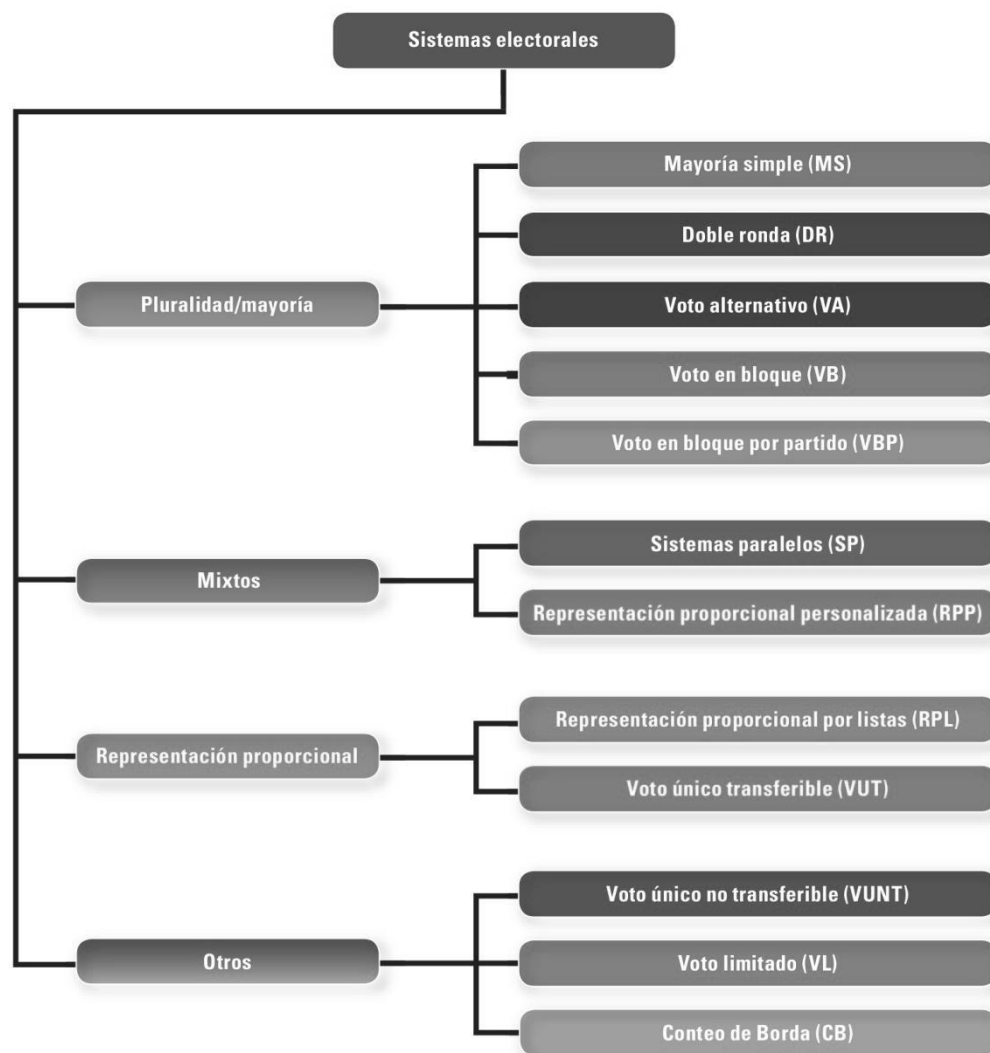 Sistemas electorales
Pluralidad/mayoría
Mayoría simple (MS)
Doble ronda (DR)
Voto alternativo (VA)
Voto en bloque (VB)
Voto en bloque por partido (VBP)
Mixtos
Sistemas paralelos (SP)
Representación proporcional personalizada (RPP)
Representación proporcional
Representación proporcional por listas (RPL)
Voto único transferible (VUT)
Otros
Voto único no transferible (VUNT)
Voto limitado (VL)
Conteo de Borda (CB)